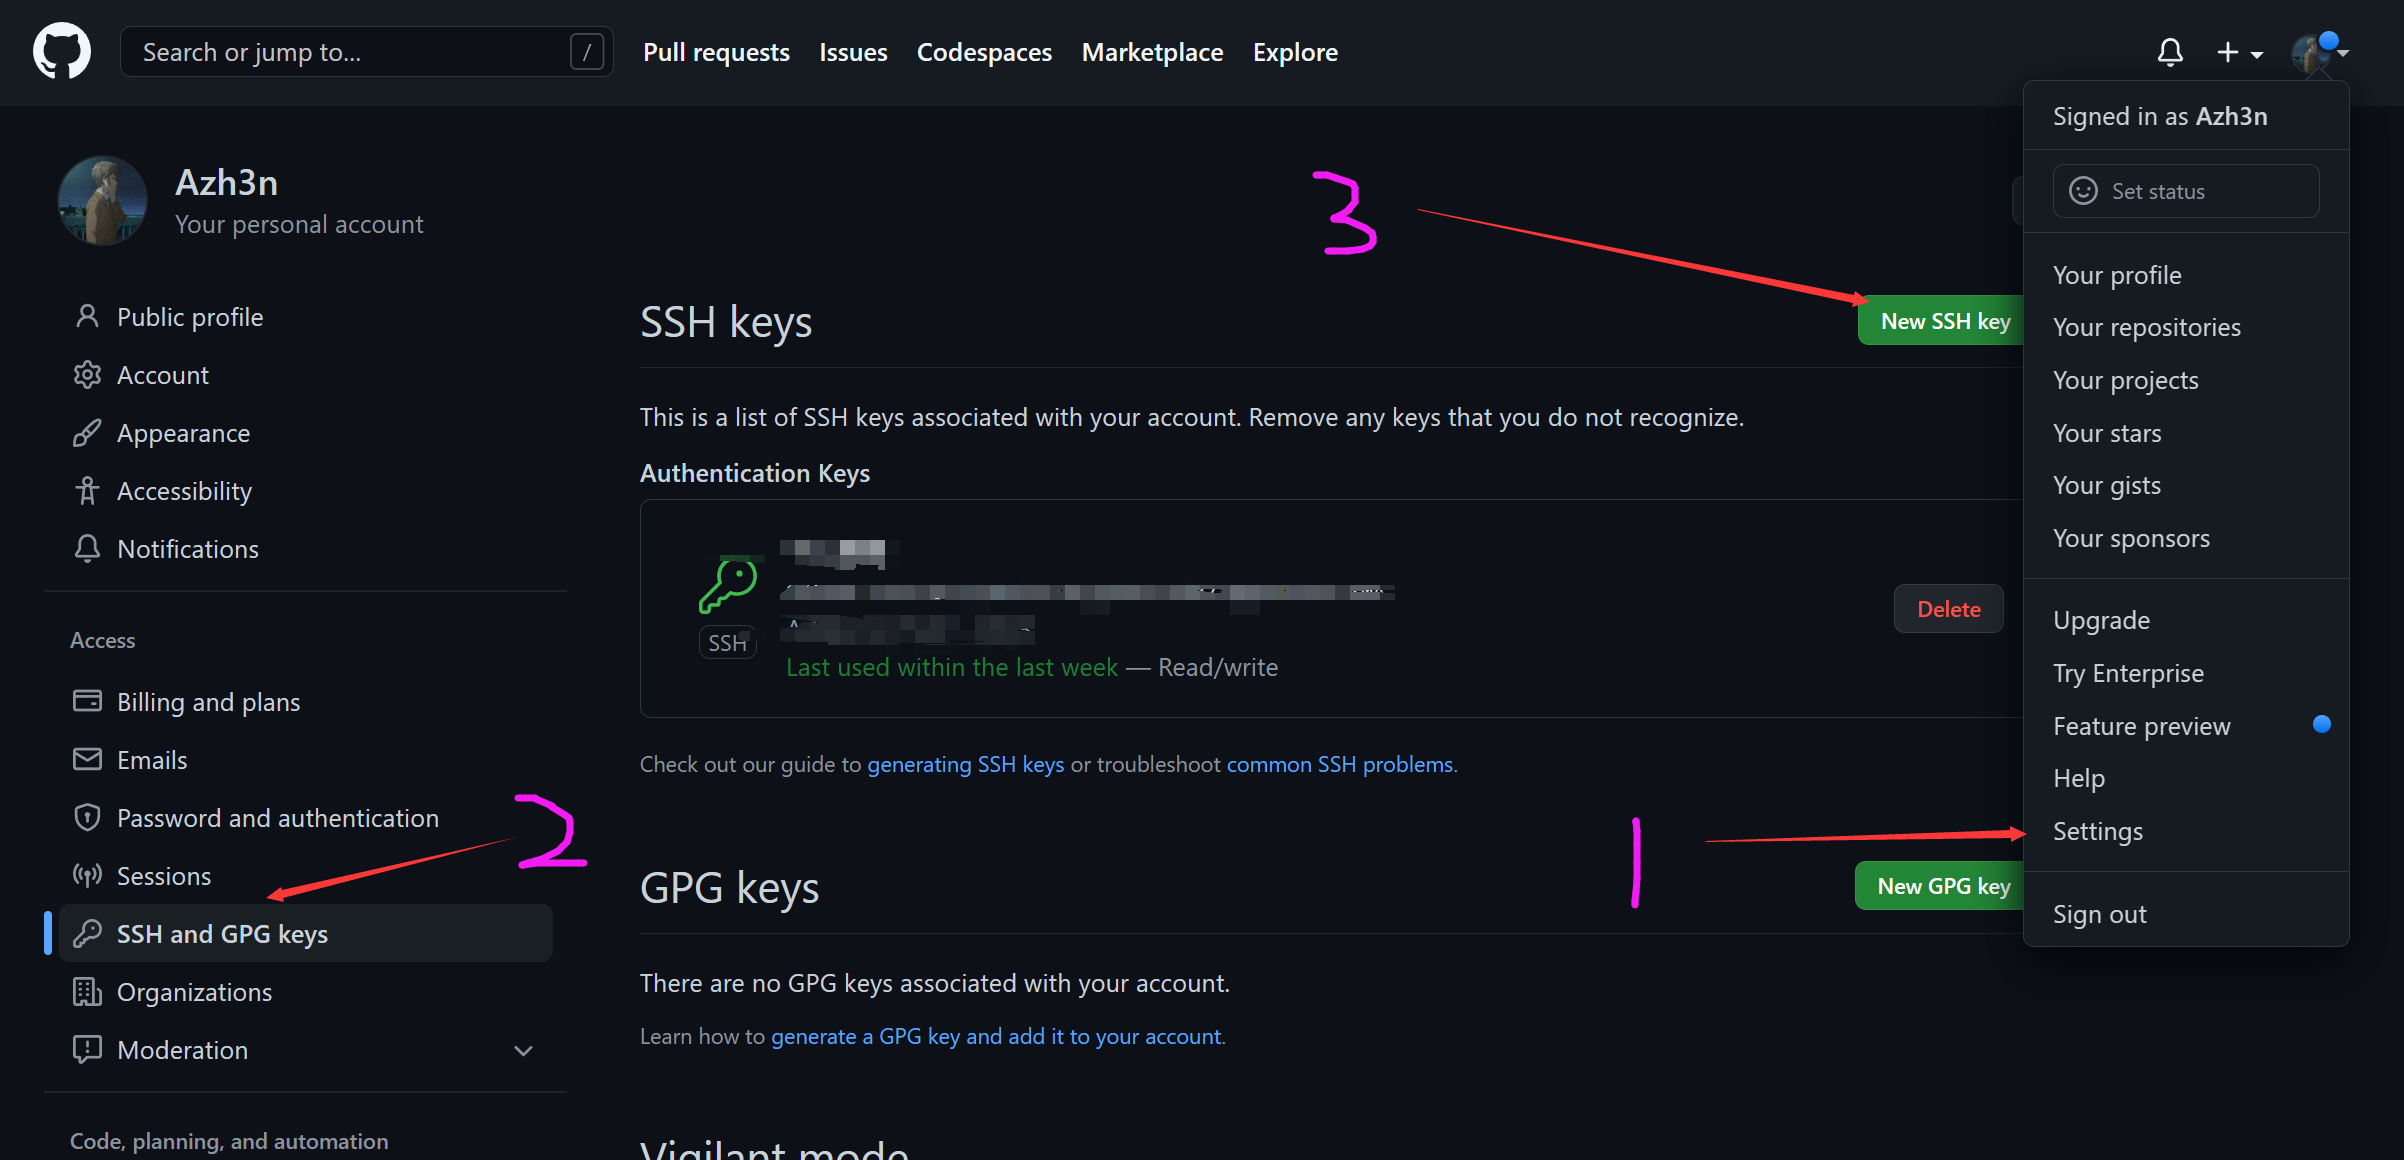 Search or jump to...
/
Pull requests
Issues
Codespaces
Marketplace
Explore
Signed in as Azh3n
Set status
Your profile
Your repositories
Your projects
Your stars
Your gists
Your sponsors
Upgrade
Try Enterprise
Feature preview
Help
Settings
Sign out
Azh3n
Your personal account
Public profile
Account
Appearance
Accessibility
Notifications
Access
Billing and plans
Emails
Password and authentication
Sessions
SSH and GPG keys
Organizations
Moderation
Code, planning, and automation
3
2
1
SSH keys
New SSH key
This is a list of SSH keys associated with your account. Remove any keys that you do not recognize.
Authentication Keys
SSH
Last used within the last week — Read/write
Delete
Check out our guide to generating SSH keys or troubleshoot common SSH problems.
GPG keys
New GPG key
There are no GPG keys associated with your account.
Learn how to generate a GPG key and add it to your account.
Vigilant mode